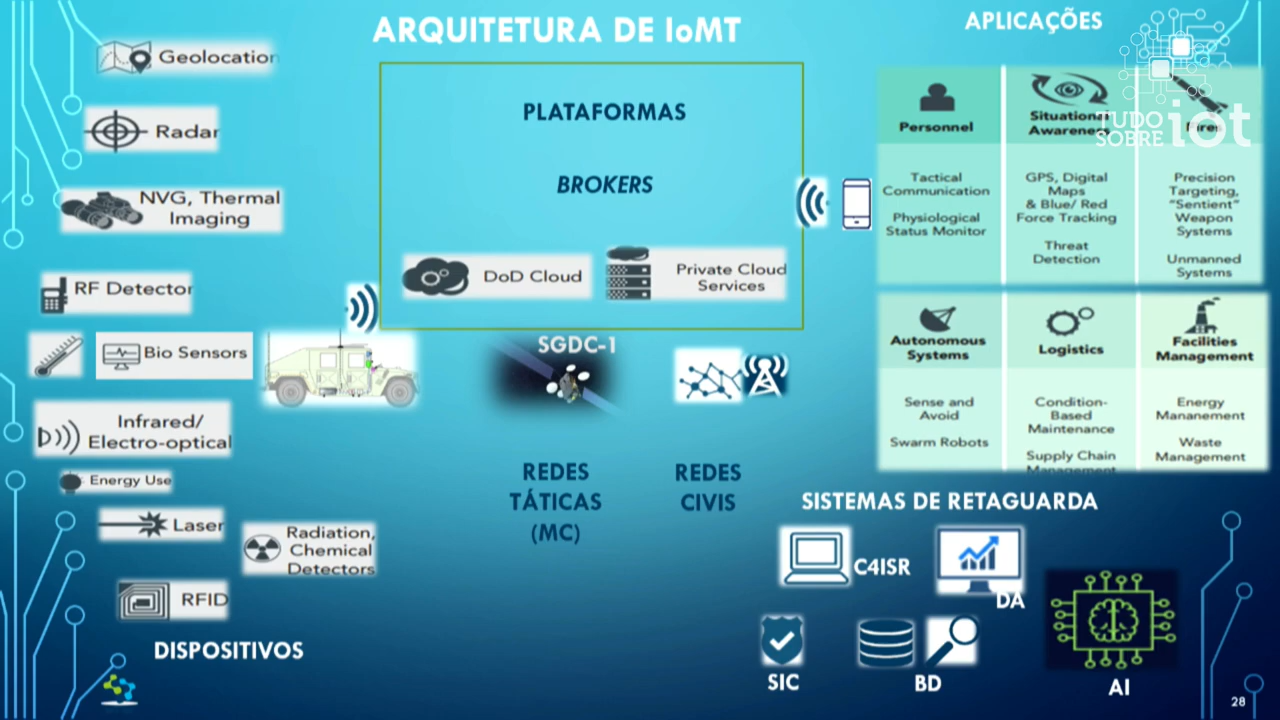 ARQUITETURA DE IoMT
APLICAÇÕES
TUDO
SOBRE
iot
Geolocation
Radar
NVG, Thermal
Imaging
RF Detector
Bio Sensors
Infrared/
Electro-optical
Energy Use
Laser
Radiation,
Chemical
Detectors
RFID
DISPOSITIVOS
PLATAFORMAS
BROKERS
DoD Cloud
Private Cloud
Services
SGDC-1
REDES
TÁTICAS
(MC)
REDES
CIVIS
Personnel
Tactical
Communication
Physiological
Status Monitor
Situational
Awareness
GPS, Digital
Maps
& Blue/ Red
Force Tracking
Threat
Detection
Fires
Precision
Targeting,
“Sentient”
Weapon
Systems
Unmanned
Systems
Autonomous
Systems
Sense and
Avoid
Swarm Robots
Logistics
Condition-
Based
Maintenance
Supply Chain
Management
Facilities
Management
Energy
Mananement
Waste
Management
SISTEMAS DE RETAGUARDA
C4ISR
DA
SIC
BD
AI
28